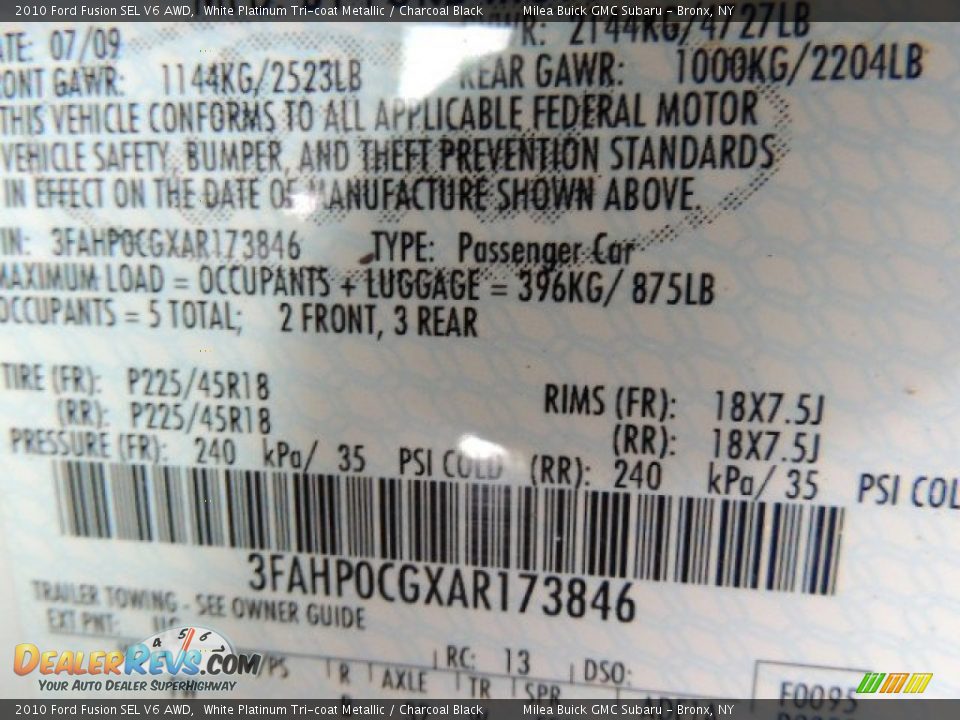 2010 Ford Fusion SEL V6 AWD, White Platinum Tri-coat Metallic / Charcoal Black Milea Buick GMC Subaru - Bronx, NY
ATE: 07/09 R: 2144KG/4727LB
ONT GAWR: 1144KG/2523LB REAR GAWR: 1000KG/2204LB
THIS VEHICLE CONFORMS TO ALL APPLICABLE FEDERAL MOTOR
VEHICLE SAFETY, BUMPER, AND THEFT PREVENTION STANDARDS
IN EFFECT ON THE DATE OF MANUFACTURE SHOWN ABOVE.
IN: 3FAHP0CGXAR173846 TYPE: Passenger Car
MAXIMUM LOAD = OCCUPANTS + LUGGAGE = 396KG/ 875LB
OCCUPANTS = 5 TOTAL; 2 FRONT, 3 REAR
TIRE (FR): P225/45R18 RIMS (FR): 18X7.5J
(RR): P225/45R18 (RR): 18X7.5J
PRESSURE (FR): 240 kPa/ 35 PSI COLD (RR): 240 kPa/ 35 PSI COL
3FAHP0CGXAR173846
TRAILER TOWING - SEE OWNER GUIDE
EXT PNT:
RC: 13 DSO:
/PS R AXLE TR SPR
F0095
4 5 6
DealerRevs.com
Your Auto Dealer SuperHighway
2010 Ford Fusion SEL V6 AWD, White Platinum Tri-coat Metallic / Charcoal Black Milea Buick GMC Subaru - Bronx, NY